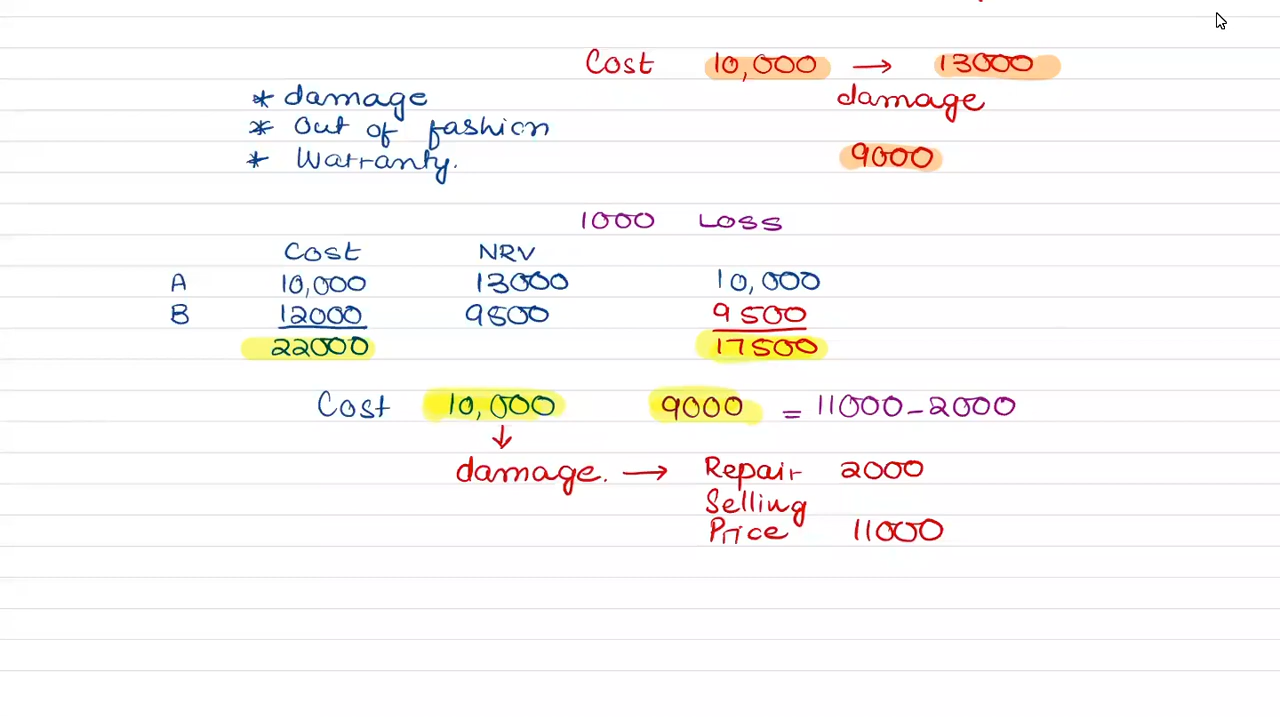 Cost 10,000 → 13000
* damage damage
* Out of fashion
* Warranty. 9000
1000 Loss
Cost NRV
A 10,000 13000 10,000
B 12000 9500 9500
22000 17500
Cost 10,000 9000 = 11000 - 2000
↓
damage. → Repair 2000
Selling
Price 11000